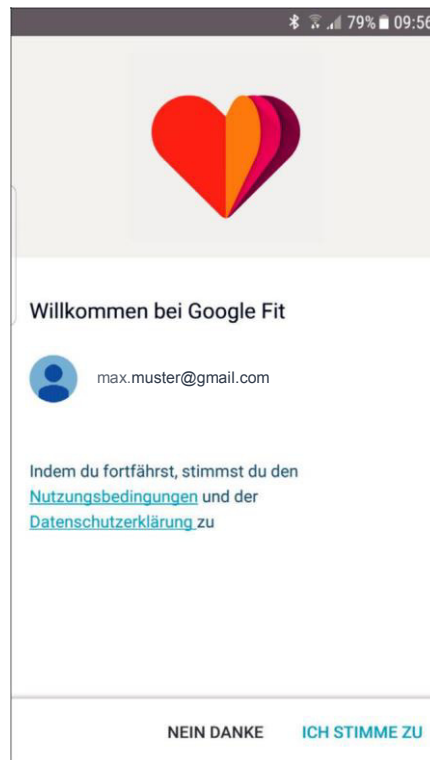 79% 09:56
Willkommen bei Google Fit
max.muster@gmail.com
Indem du fortfährst, stimmst du den
Nutzungsbedingungen und der
Datenschutzerklärung zu
NEIN DANKE ICH STIMME ZU